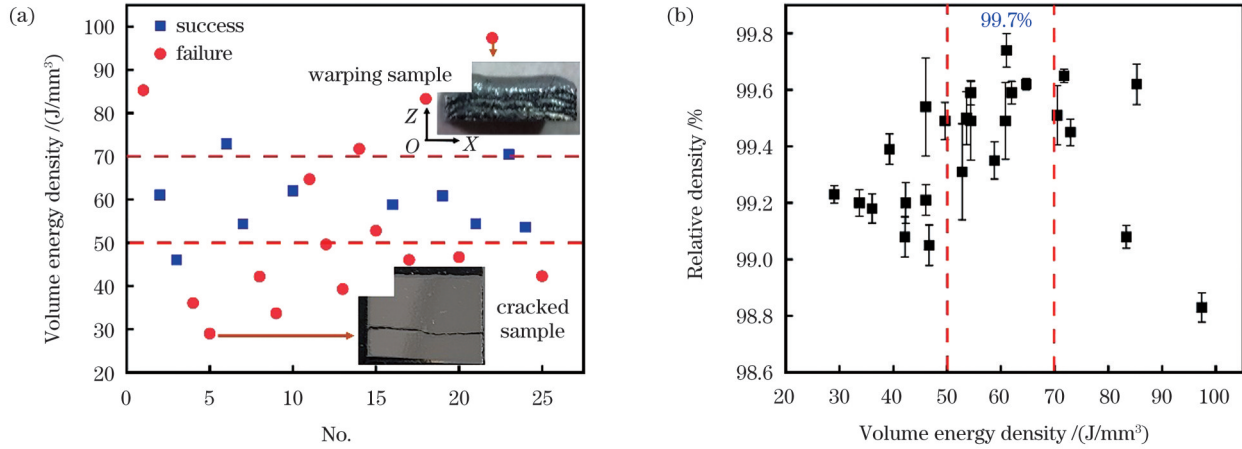 (a)
100
90
80
70
60
50
40
30
20
Volume energy density /(J/mm³)
success
failure
warping sample
Z
O
X
cracked
sample
0
5
10
15
20
25
No.
(b)
99.7%
99.8
99.6
99.4
99.2
99.0
98.8
98.6
Relative density /%
20
30
40
50
60
70
80
90
100
Volume energy density /(J/mm³)